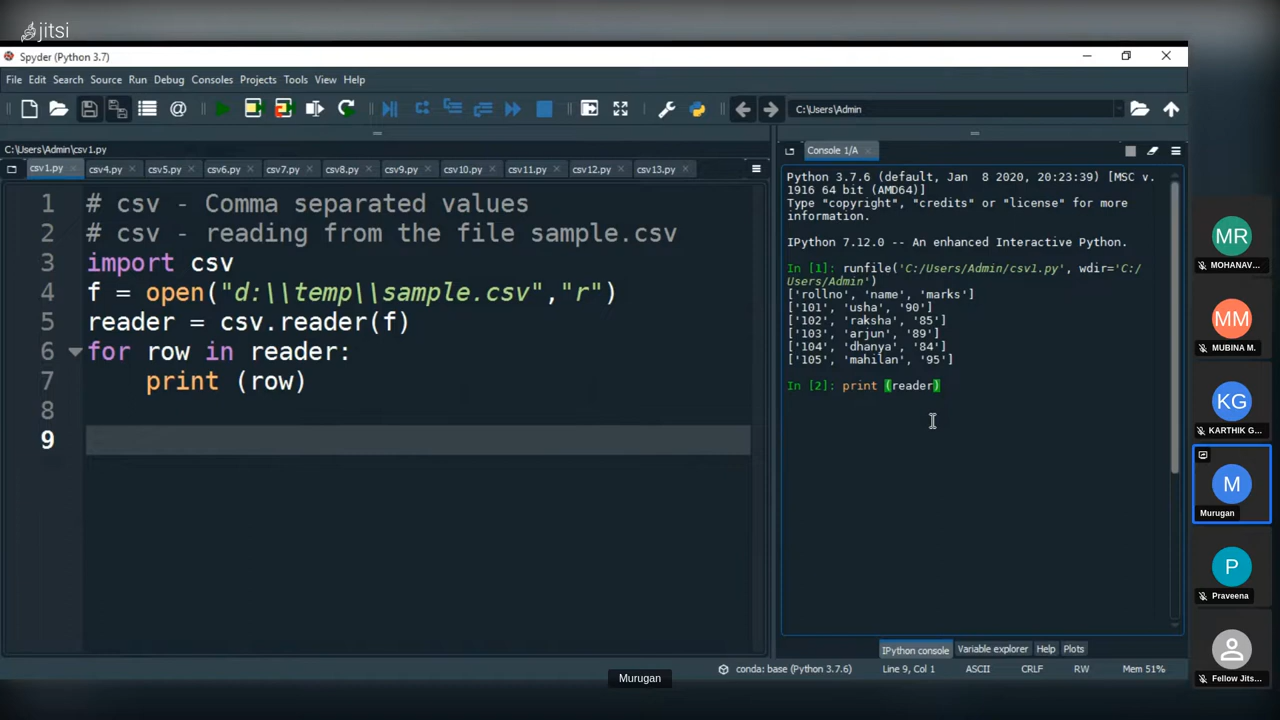 jitsi
Spyder (Python 3.7)
File Edit Search Source Run Debug Consoles Projects Tools View Help
C:\Users\Admin
C:\Users\Admin\csv1.py
csv1.py csv4.py csv5.py csv6.py csv7.py csv8.py csv9.py csv10.py csv11.py csv12.py csv13.py
1 # csv - Comma separated values
2 # csv - reading from the file sample.csv
3 import csv
4 f = open("d:\\temp\\sample.csv","r")
5 reader = csv.reader(f)
6 for row in reader:
7 print (row)
8
9
Console 1/A
Python 3.7.6 (default, Jan  8 2020, 20:23:39) [MSC v.
1916 64 bit (AMD64)]
Type "copyright", "credits" or "license" for more
information.
IPython 7.12.0 -- An enhanced Interactive Python.
In [1]: runfile('C:/Users/Admin/csv1.py', wdir='C:/
Users/Admin')
['rollno', 'name', 'marks']
['101', 'usha', '90']
['102', 'raksha', '85']
['103', 'arjun', '89']
['104', 'dhanya', '84']
['105', 'mahilan', '95']
In [2]: print (reader)
IPython console Variable explorer Help Plots
conda: base (Python 3.7.6) Line 9, Col 1 ASCII CRLF RW Mem 51%
Murugan
MR
MOHANAV...
MM
MUBINA M.
KG
KARTHIK G...
M
Murugan
P
Praveena
Fellow Jits...